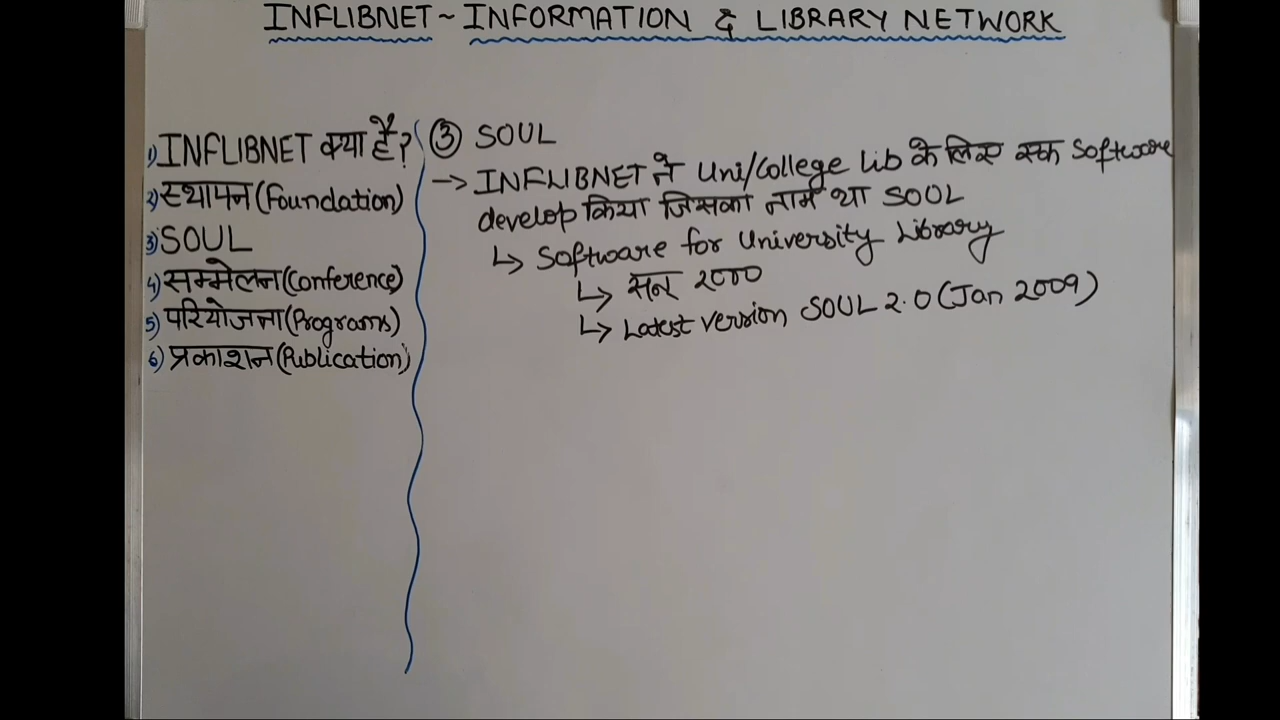 INFLIBNET ~ INFORMATION & LIBRARY NETWORK
1) INFLIBNET क्या है?
2) स्थापन (Foundation)
3) SOUL
4) सम्मेलन (Conference)
5) परियोजना (Programs)
6) प्रकाशन (Publication)
③ SOUL
→ INFLIBNET ने Uni/College Lib के लिए एक Software
develop किया जिसका नाम था SOUL
↳ Software for University Library
↳ सन् २०००
↳ Latest version SOUL 2.0 (Jan 2009)